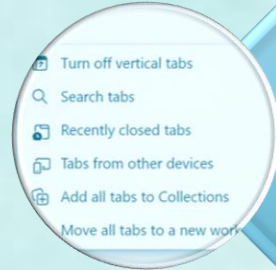 Turn off vertical tabs
Search tabs
Recently closed tabs
Tabs from other devices
Add all tabs to Collections
Move all tabs to a new